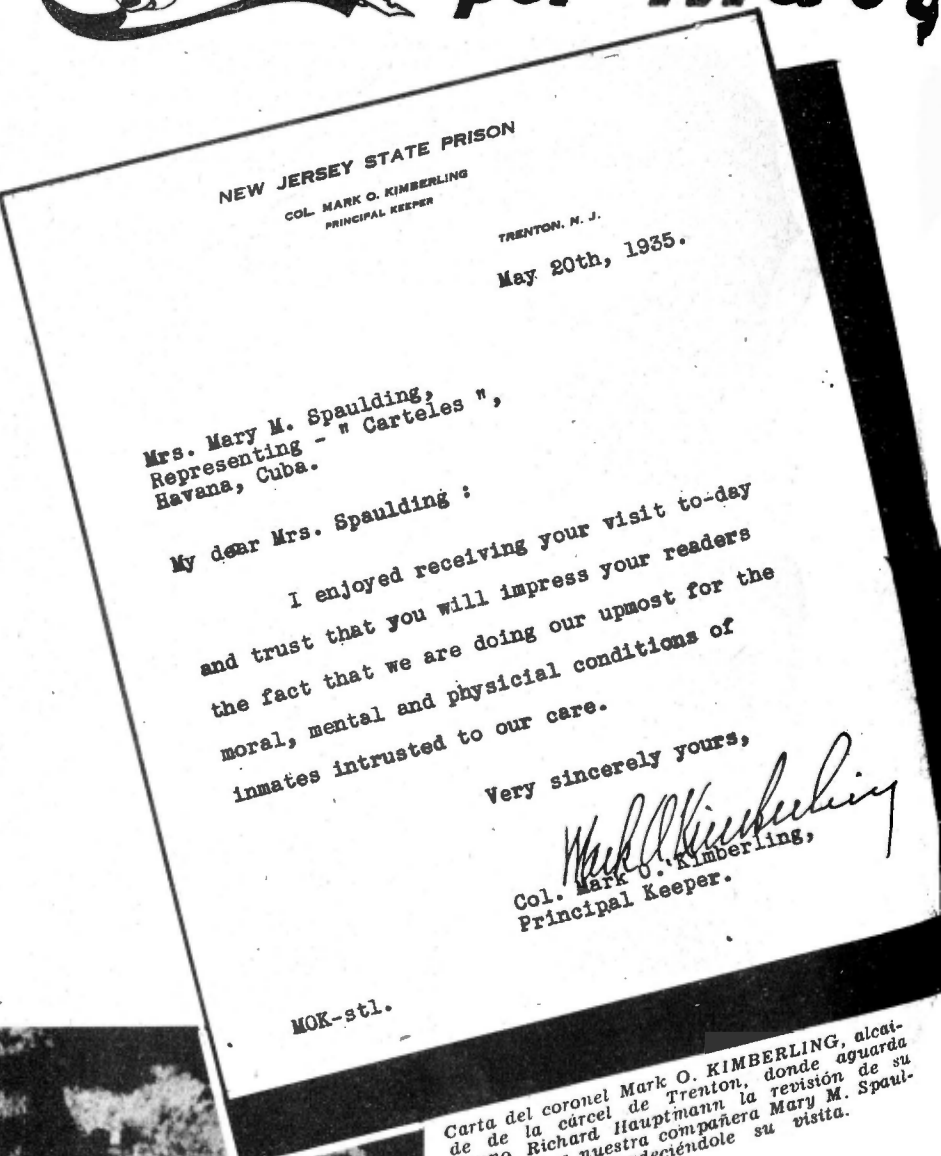 por Mary
NEW JERSEY STATE PRISON
COL. MARK O. KIMBERLING
PRINCIPAL KEEPER
TRENTON, N. J.
May 20th, 1935.
Mrs. Mary M. Spaulding,
Representing - " Carteles ",
Havana, Cuba.
My dear Mrs. Spaulding :
I enjoyed receiving your visit to-day
and trust that you will impress your readers
the fact that we are doing our upmost for the
moral, mental and physicial conditions of
inmates intrusted to our care.
Very sincerely yours,
Mark O. Kimberling
Col. Mark O. Kimberling,
Principal Keeper.
MOK-stl.
Carta del coronel Mark O. KIMBERLING, alcai-
de de la cárcel de Trenton, donde aguarda
Richard Hauptmann la revisión de su
nuestra compañera Mary M. Spaul-
su visita.